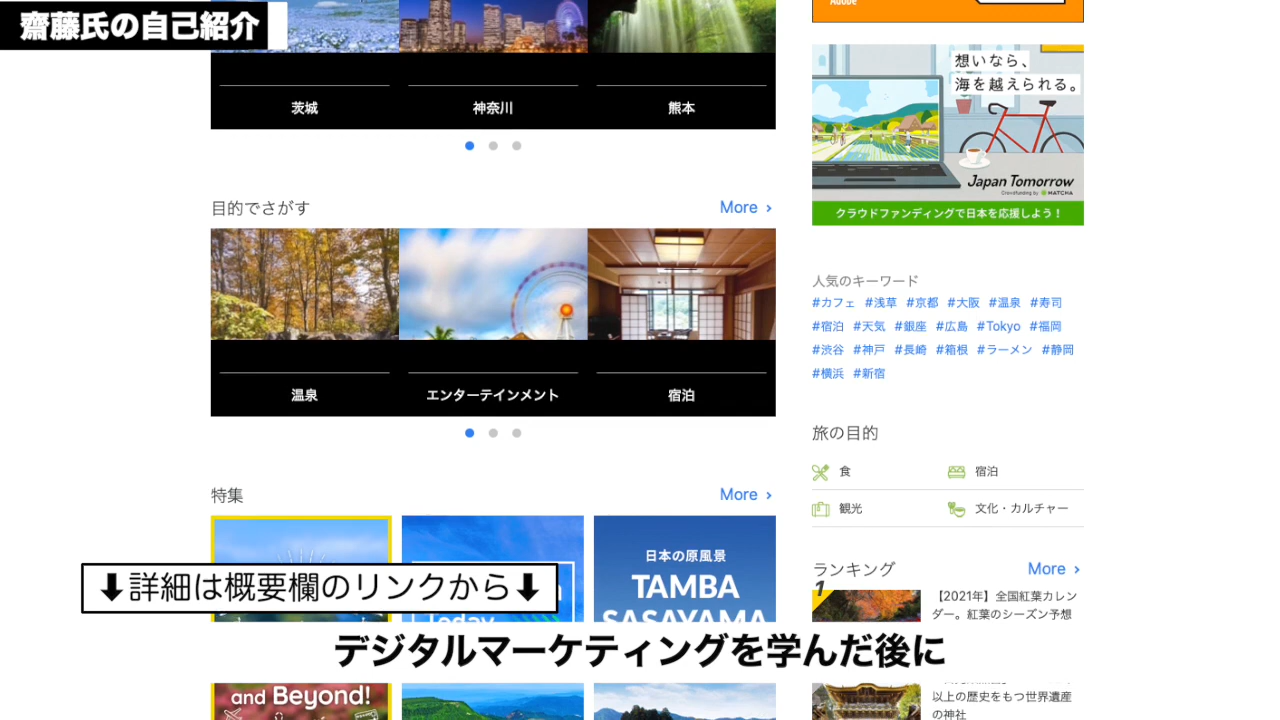 齋藤氏の自己紹介
Adobe
茨城
神奈川
熊本
想いなら、
海を越えられる。
Japan Tomorrow
Crowdfunding by MATCHA
クラウドファンディングで日本を応援しよう！
目的でさがす
More
温泉
エンターテインメント
宿泊
人気のキーワード
#カフェ #浅草 #京都 #大阪 #温泉 #寿司
#宿泊 #天気 #銀座 #広島 #Tokyo #福岡
#渋谷 #神戸 #長崎 #箱根 #ラーメン #静岡
#横浜 #新宿
旅の目的
食
宿泊
観光
文化・カルチャー
特集
More
日本の原風景
TAMBA
SASAYAMA
Today
ランキング
More
1
【2021年】全国紅葉カレン
ダー。紅葉のシーズン予想
⬇詳細は概要欄のリンクから⬇
デジタルマーケティングを学んだ後に
and Beyond!
以上の歴史をもつ世界遺産
の神社